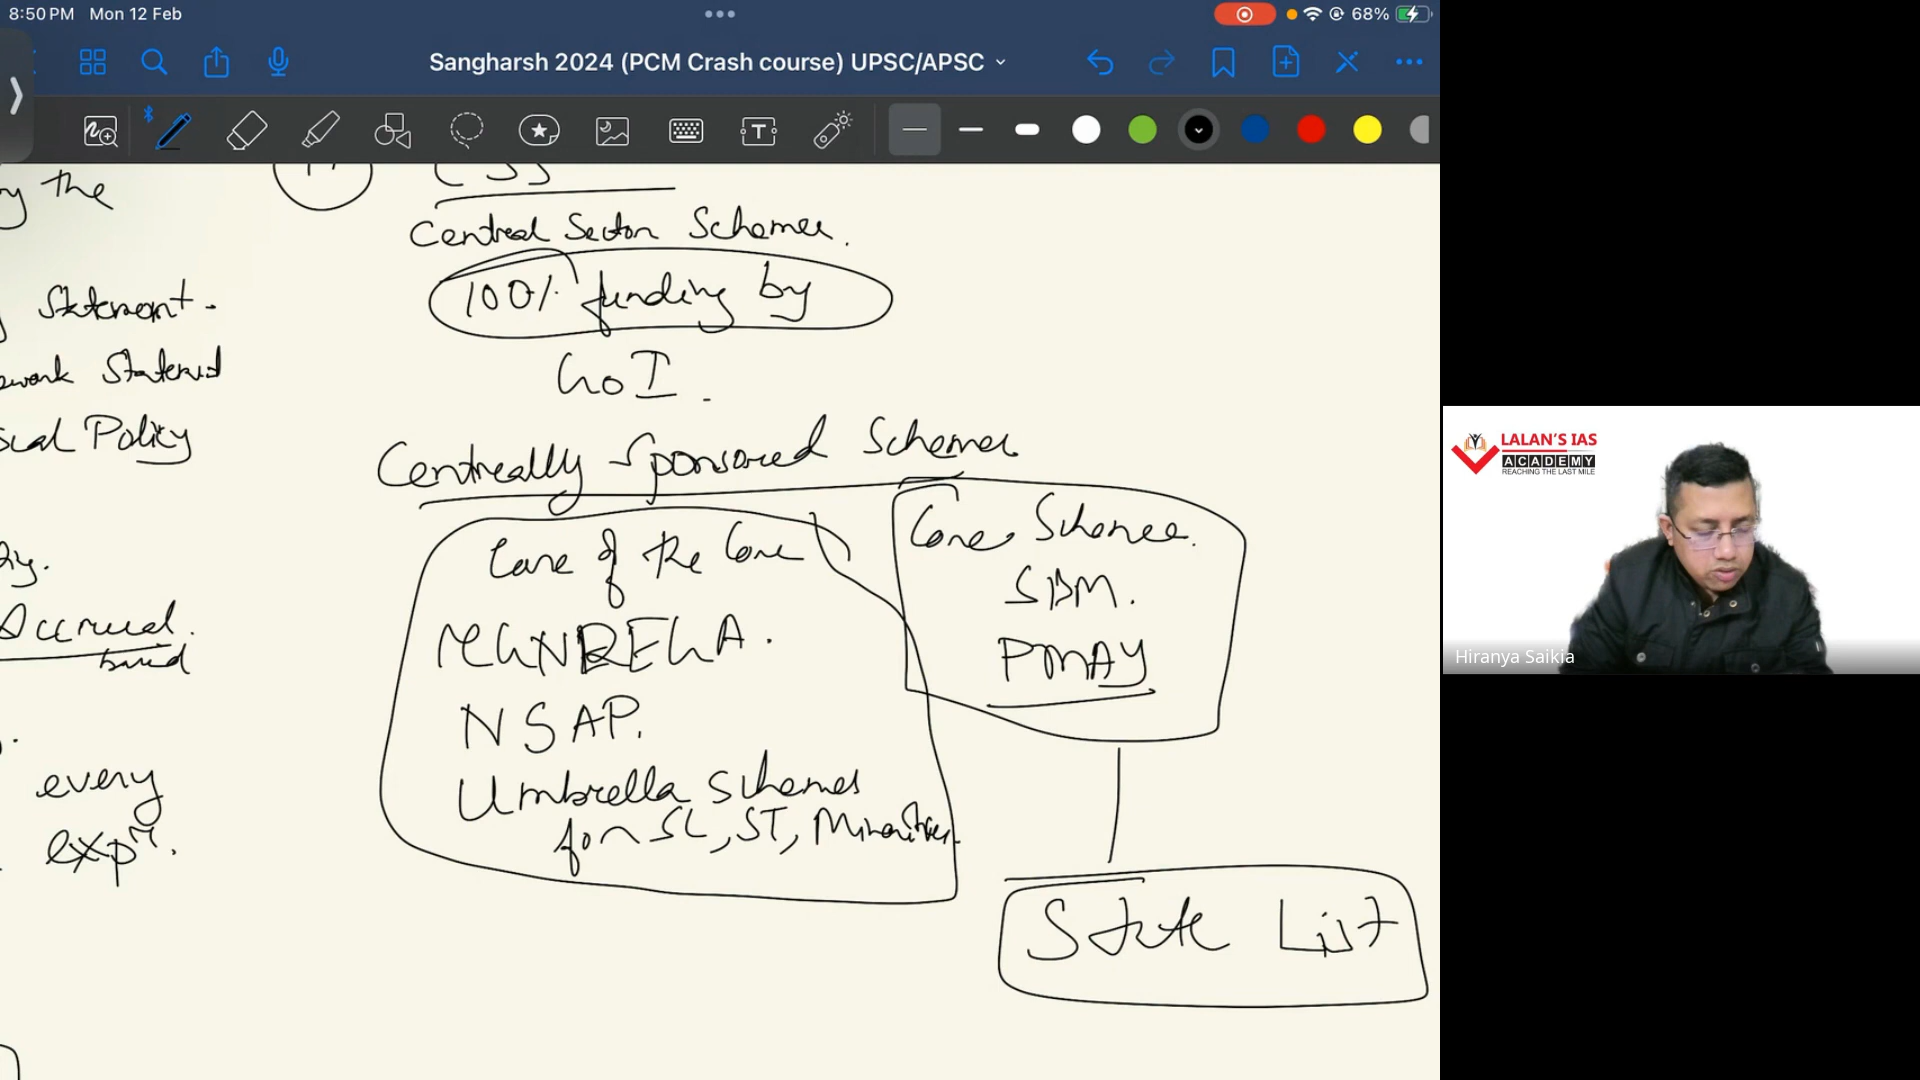 8:50 PM Mon 12 Feb
68%
Sangharsh 2024 (PCM Crash course) UPSC/APSC
T
by the
Statement.
Statement
Policy
Accrual.
based
every
expr.
CSS
Central Sector Schemes.
100% funding by
GoI.
Centrally Sponsored Schemes
Core of the Core
MGNREGA.
NSAP.
Umbrella Schemes
for SC, ST, Minorities.
Core Schemes.
SBM.
PMAY
State List
LALAN'S IAS
ACADEMY
REACHING THE LAST MILE
Hiranya Saikia